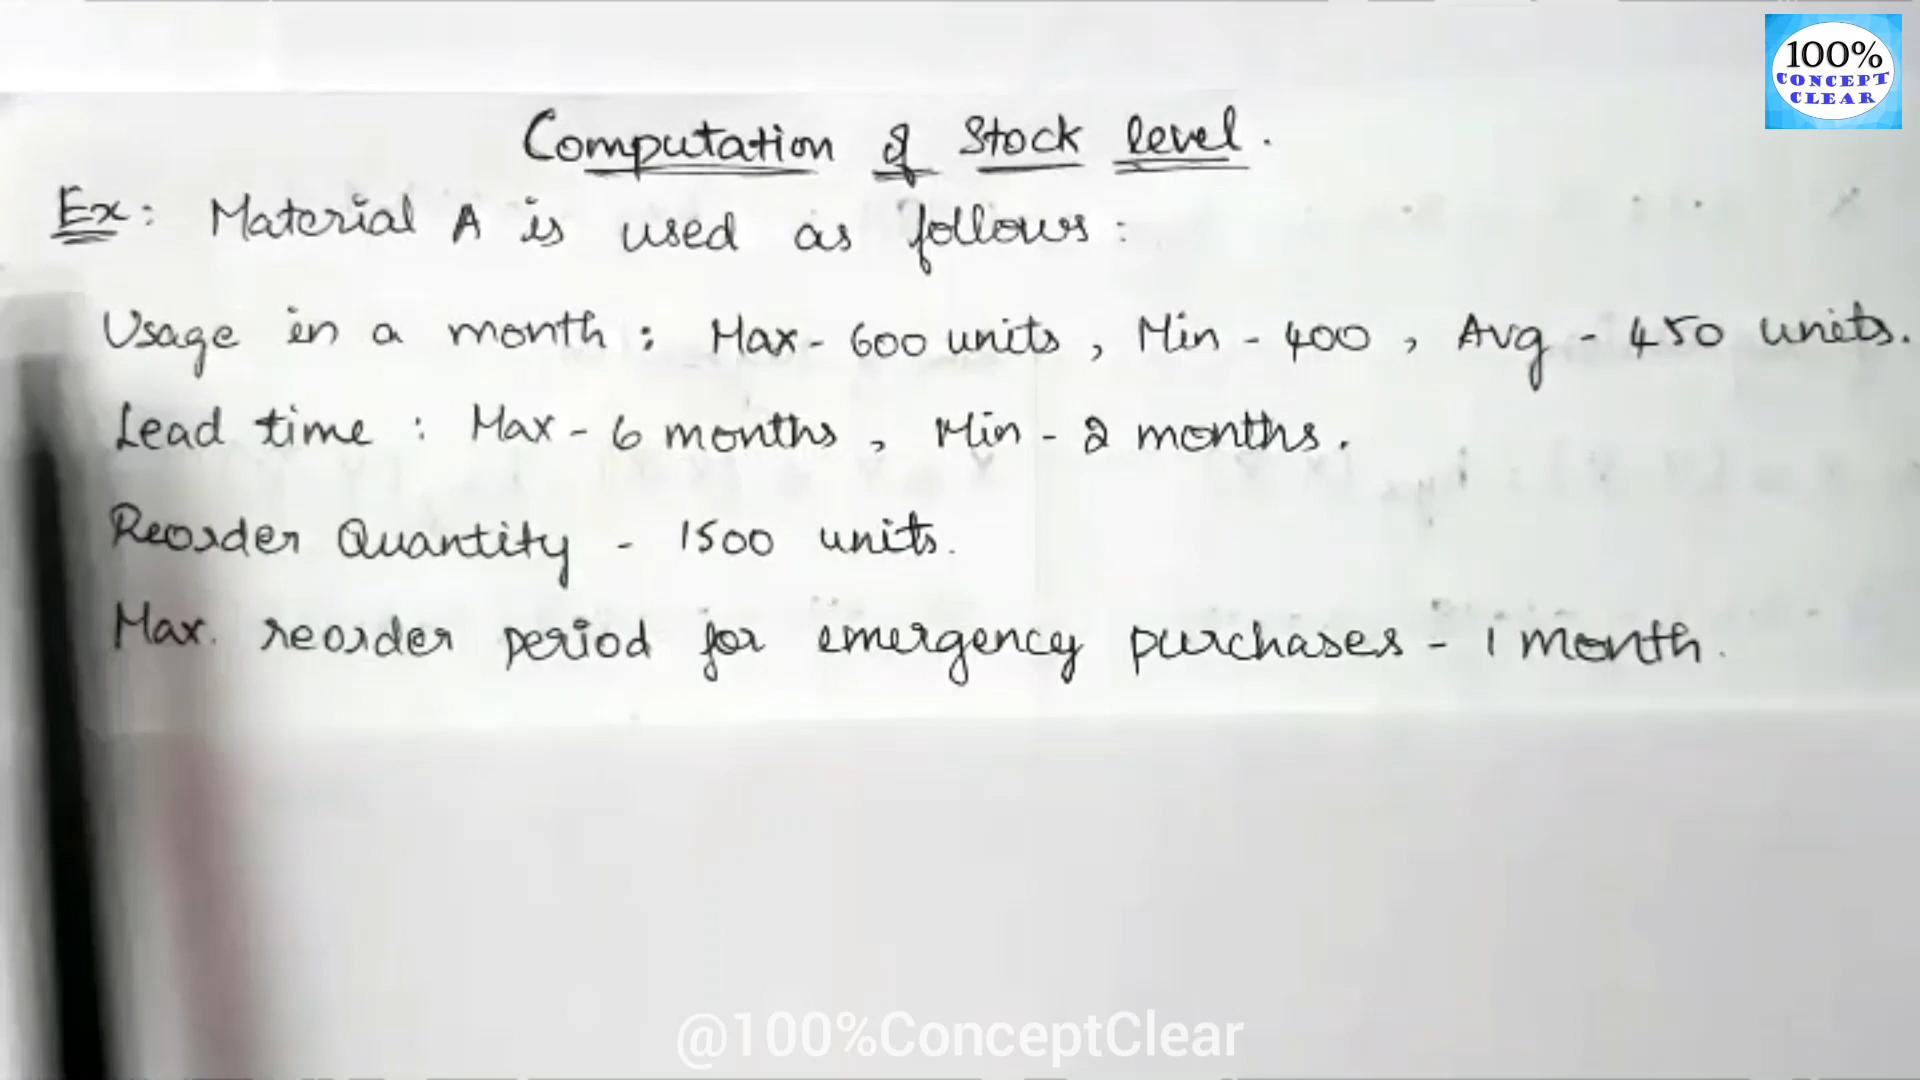 100%
CONCEPT
CLEAR
Computation of Stock level.
Ex: Material A is used as follows:
Usage in a month: Max - 600 units, Min - 400, Avg - 450 units.
Lead time: Max - 6 months, Min - 2 months.
Reorder Quantity - 1500 units.
Max. reorder period for emergency purchases - 1 month.
@100%ConceptClear